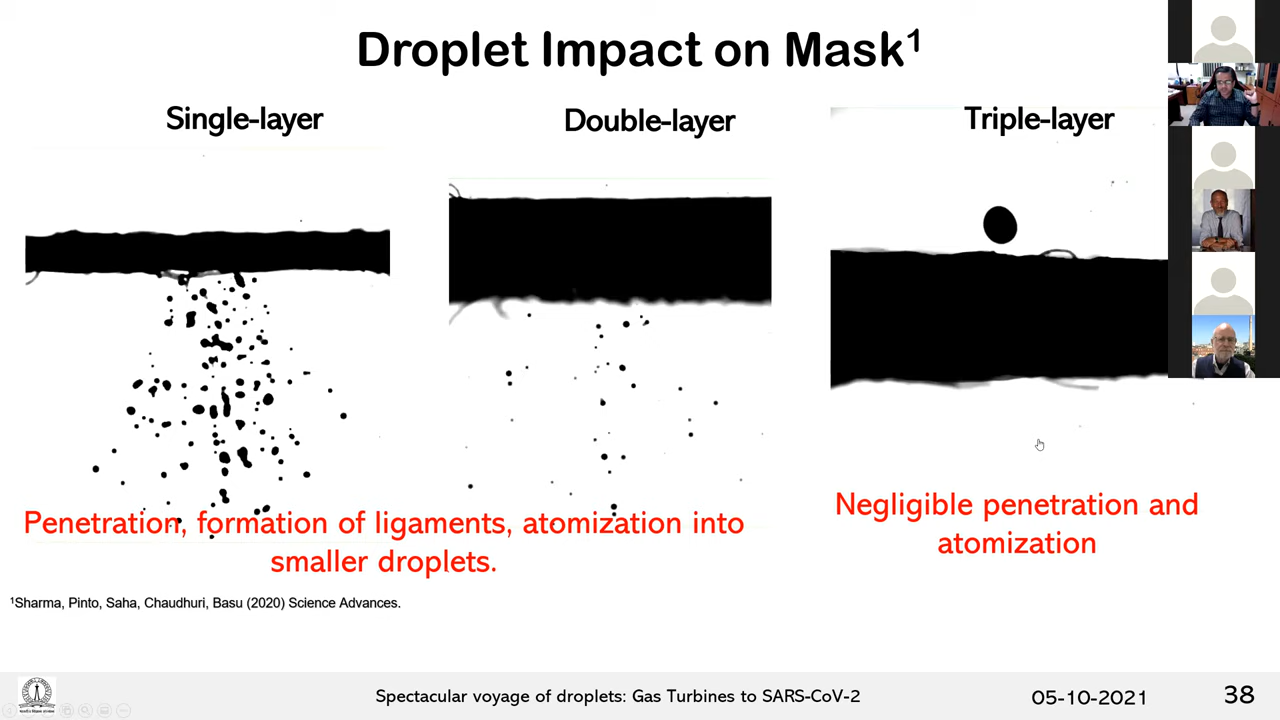 Droplet Impact on Mask¹
Single-layer
Double-layer
Triple-layer
Penetration, formation of ligaments, atomization into
smaller droplets.
Negligible penetration and
atomization
¹Sharma, Pinto, Saha, Chaudhuri, Basu (2020) Science Advances.
Spectacular voyage of droplets: Gas Turbines to SARS-CoV-2
05-10-2021
38